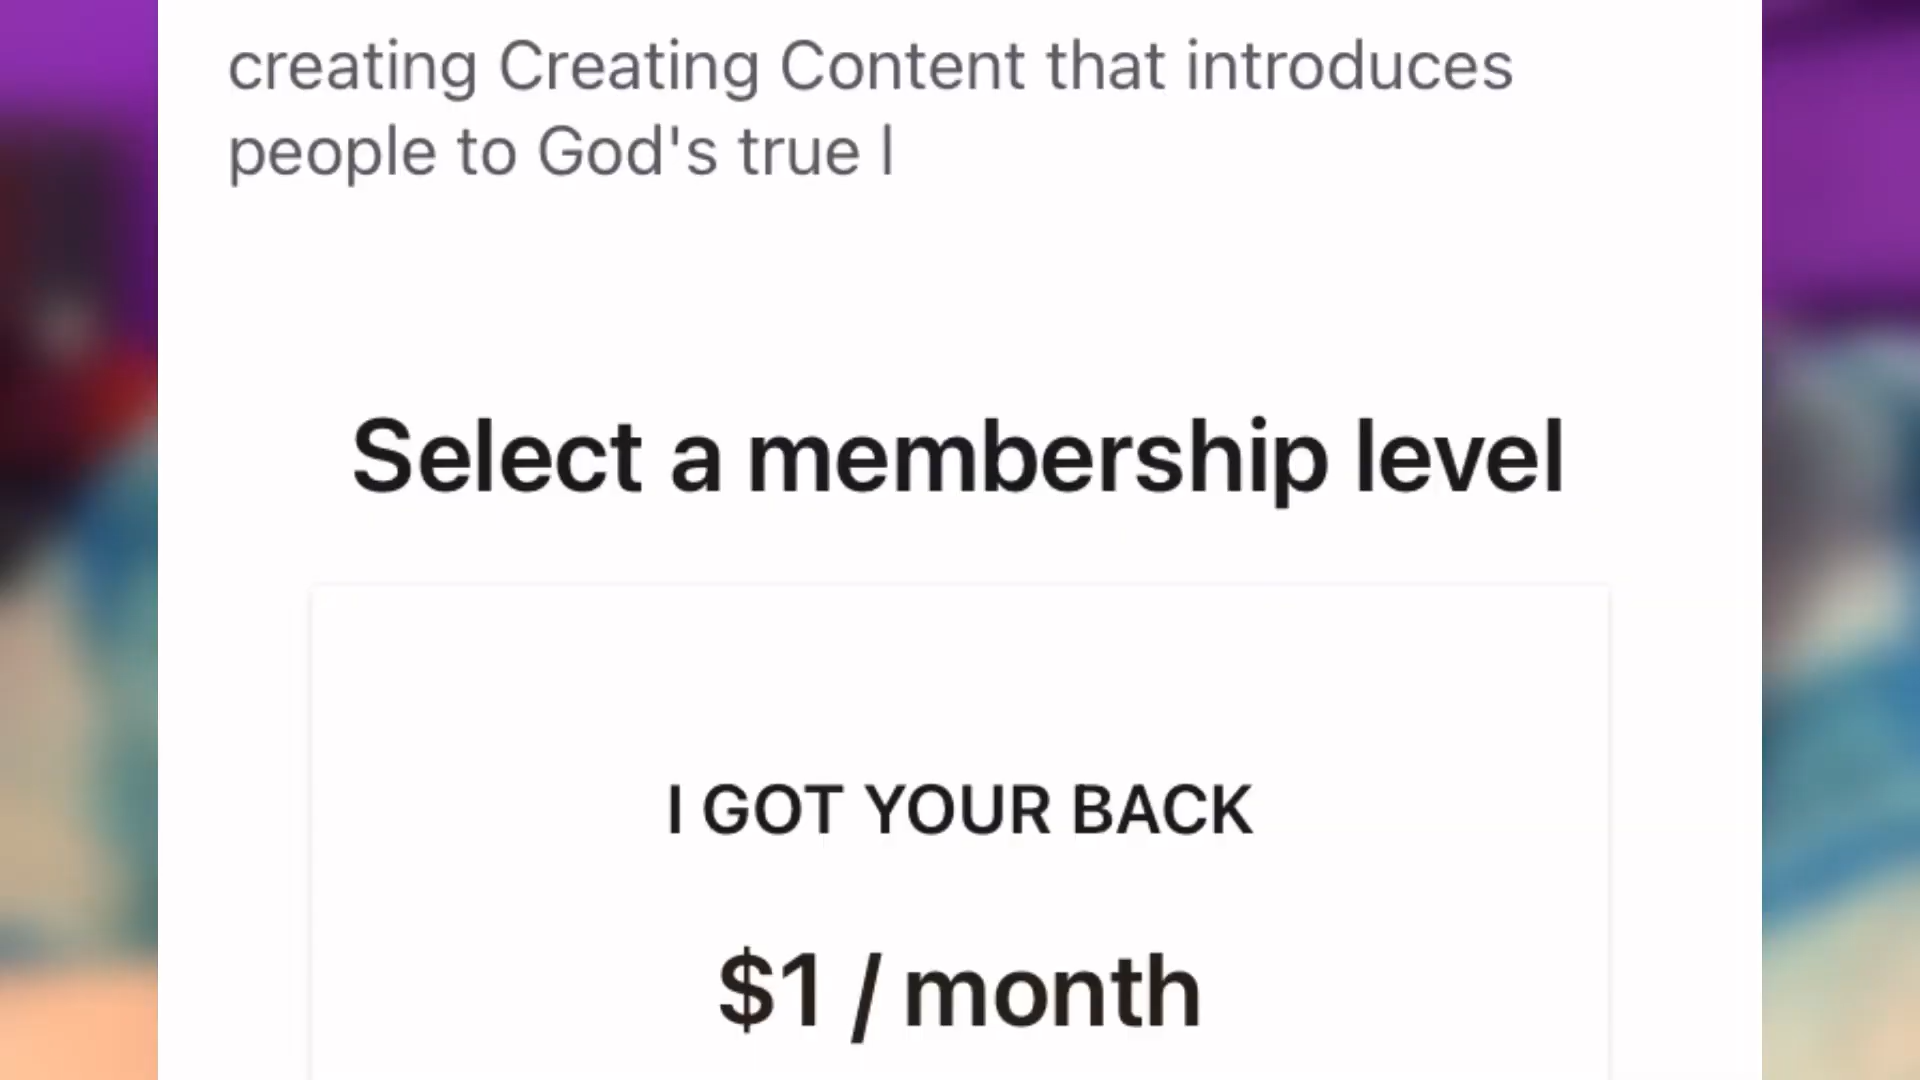 creating Creating Content that introduces
people to God's true l
Select a membership level
I GOT YOUR BACK
$1 / month